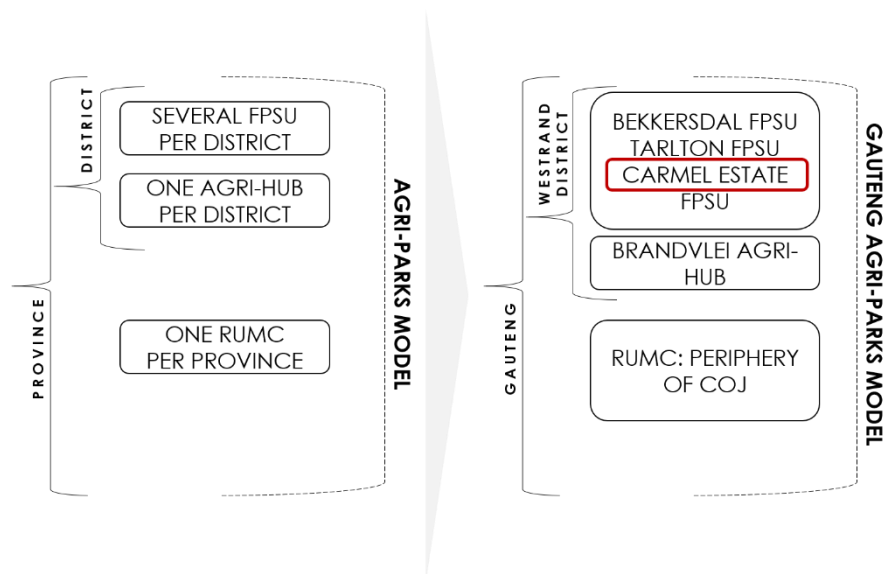 DISTRICT
SEVERAL FPSU
PER DISTRICT
ONE AGRI-HUB
PER DISTRICT
PROVINCE
ONE RUMC
PER PROVINCE
AGRI-PARKS MODEL
WESTRAND
DISTRICT
BEKKERSDAL FPSU
TARLTON FPSU
CARMEL ESTATE
FPSU
BRANDVLEI AGRI-
HUB
GAUTENG
RUMC: PERIPHERY
OF COJ
GAUTENG AGRI-PARKS MODEL